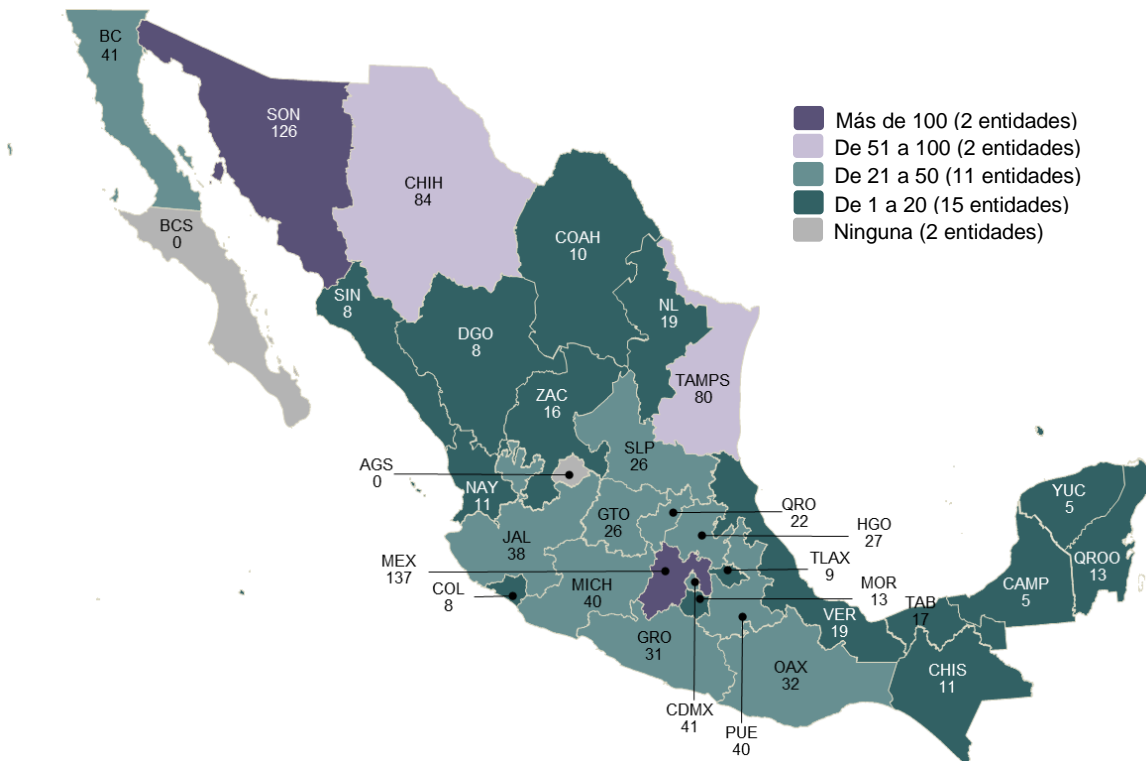 BC
41
SON
126
CHIH
84
BCS
0
COAH
10
SIN
8
DGO
8
NL
19
TAMPS
80
ZAC
16
SLP
26
AGS
0
NAY
11
GTO
26
QRO
22
HGO
27
JAL
38
MEX
137
COL
8
MICH
40
TLAX
9
MOR
13
GRO
31
VER
19
TAB
17
YUC
5
QROO
13
CAMP
5
CHIS
11
OAX
32
CDMX
41
PUE
40
Más de 100 (2 entidades)
De 51 a 100 (2 entidades)
De 21 a 50 (11 entidades)
De 1 a 20 (15 entidades)
Ninguna (2 entidades)